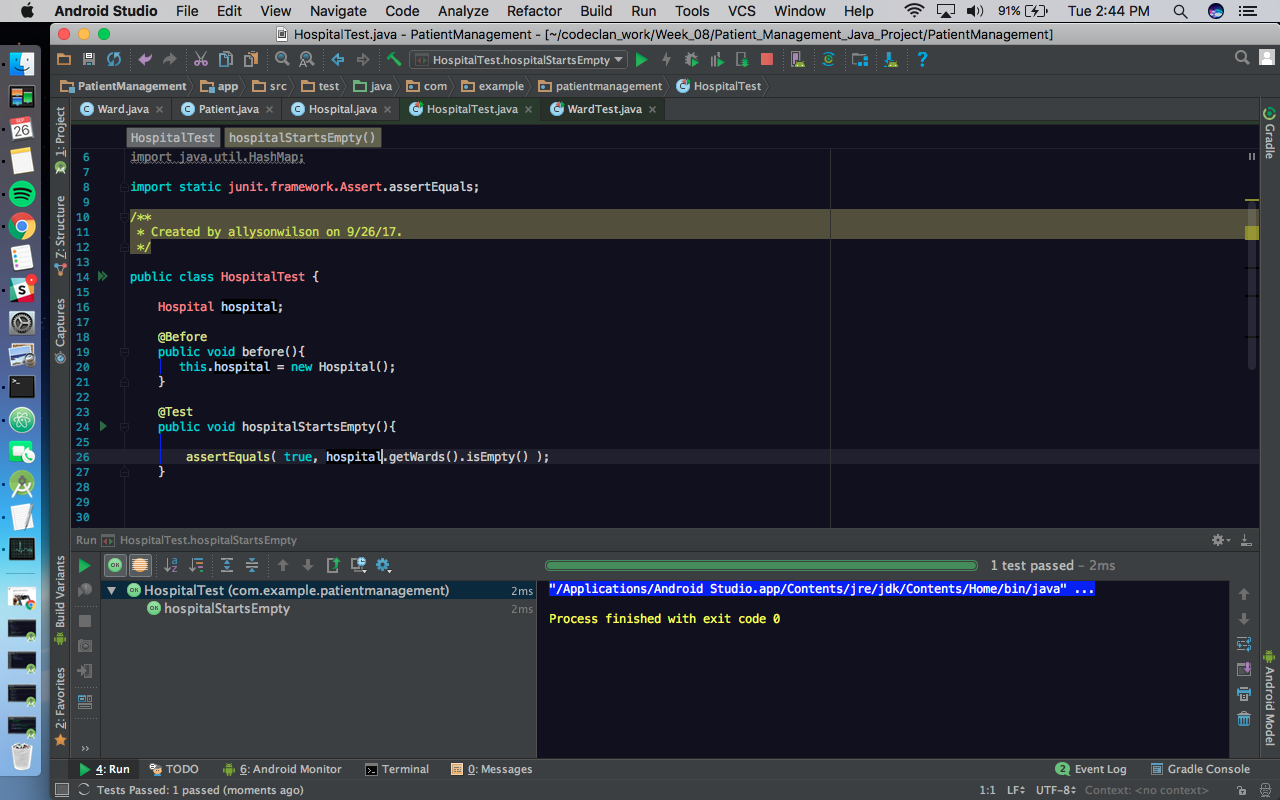 Android Studio File Edit View Navigate Code Analyze Refactor Build Run Tools VCS Window Help 91% Tue 2:44 PM
HospitalTest.java - PatientManagement - [~/codeclan_work/Week_08/Patient_Management_Java_Project/PatientManagement]
HospitalTest.hospitalStartsEmpty
PatientManagement app src test java com example patientmanagement HospitalTest
Ward.java Patient.java Hospital.java HospitalTest.java WardTest.java
HospitalTest hospitalStartsEmpty()
6 import java.util.HashMap;
7
8 import static junit.framework.Assert.assertEquals;
9
10 /**
11 * Created by allysonwilson on 9/26/17.
12 */
13
14 public class HospitalTest {
15
16 Hospital hospital;
17
18 @Before
19 public void before(){
20 this.hospital = new Hospital();
21 }
22
23 @Test
24 public void hospitalStartsEmpty(){
25
26 assertEquals( true, hospital.getWards().isEmpty() );
27 }
28
29
30
1: Project
Z: Structure
Captures
Build Variants
2: Favorites
Gradle
Android Model
SEP
26
Run HospitalTest.hospitalStartsEmpty
1 test passed – 2ms
HospitalTest (com.example.patientmanagement) 2ms
hospitalStartsEmpty 2ms
"/Applications/Android Studio.app/Contents/jre/jdk/Contents/Home/bin/java" ...
Process finished with exit code 0
4: Run TODO 6: Android Monitor Terminal 0: Messages 2 Event Log Gradle Console
Tests Passed: 1 passed (moments ago) 1:1 LF UTF-8 Context: <no context>